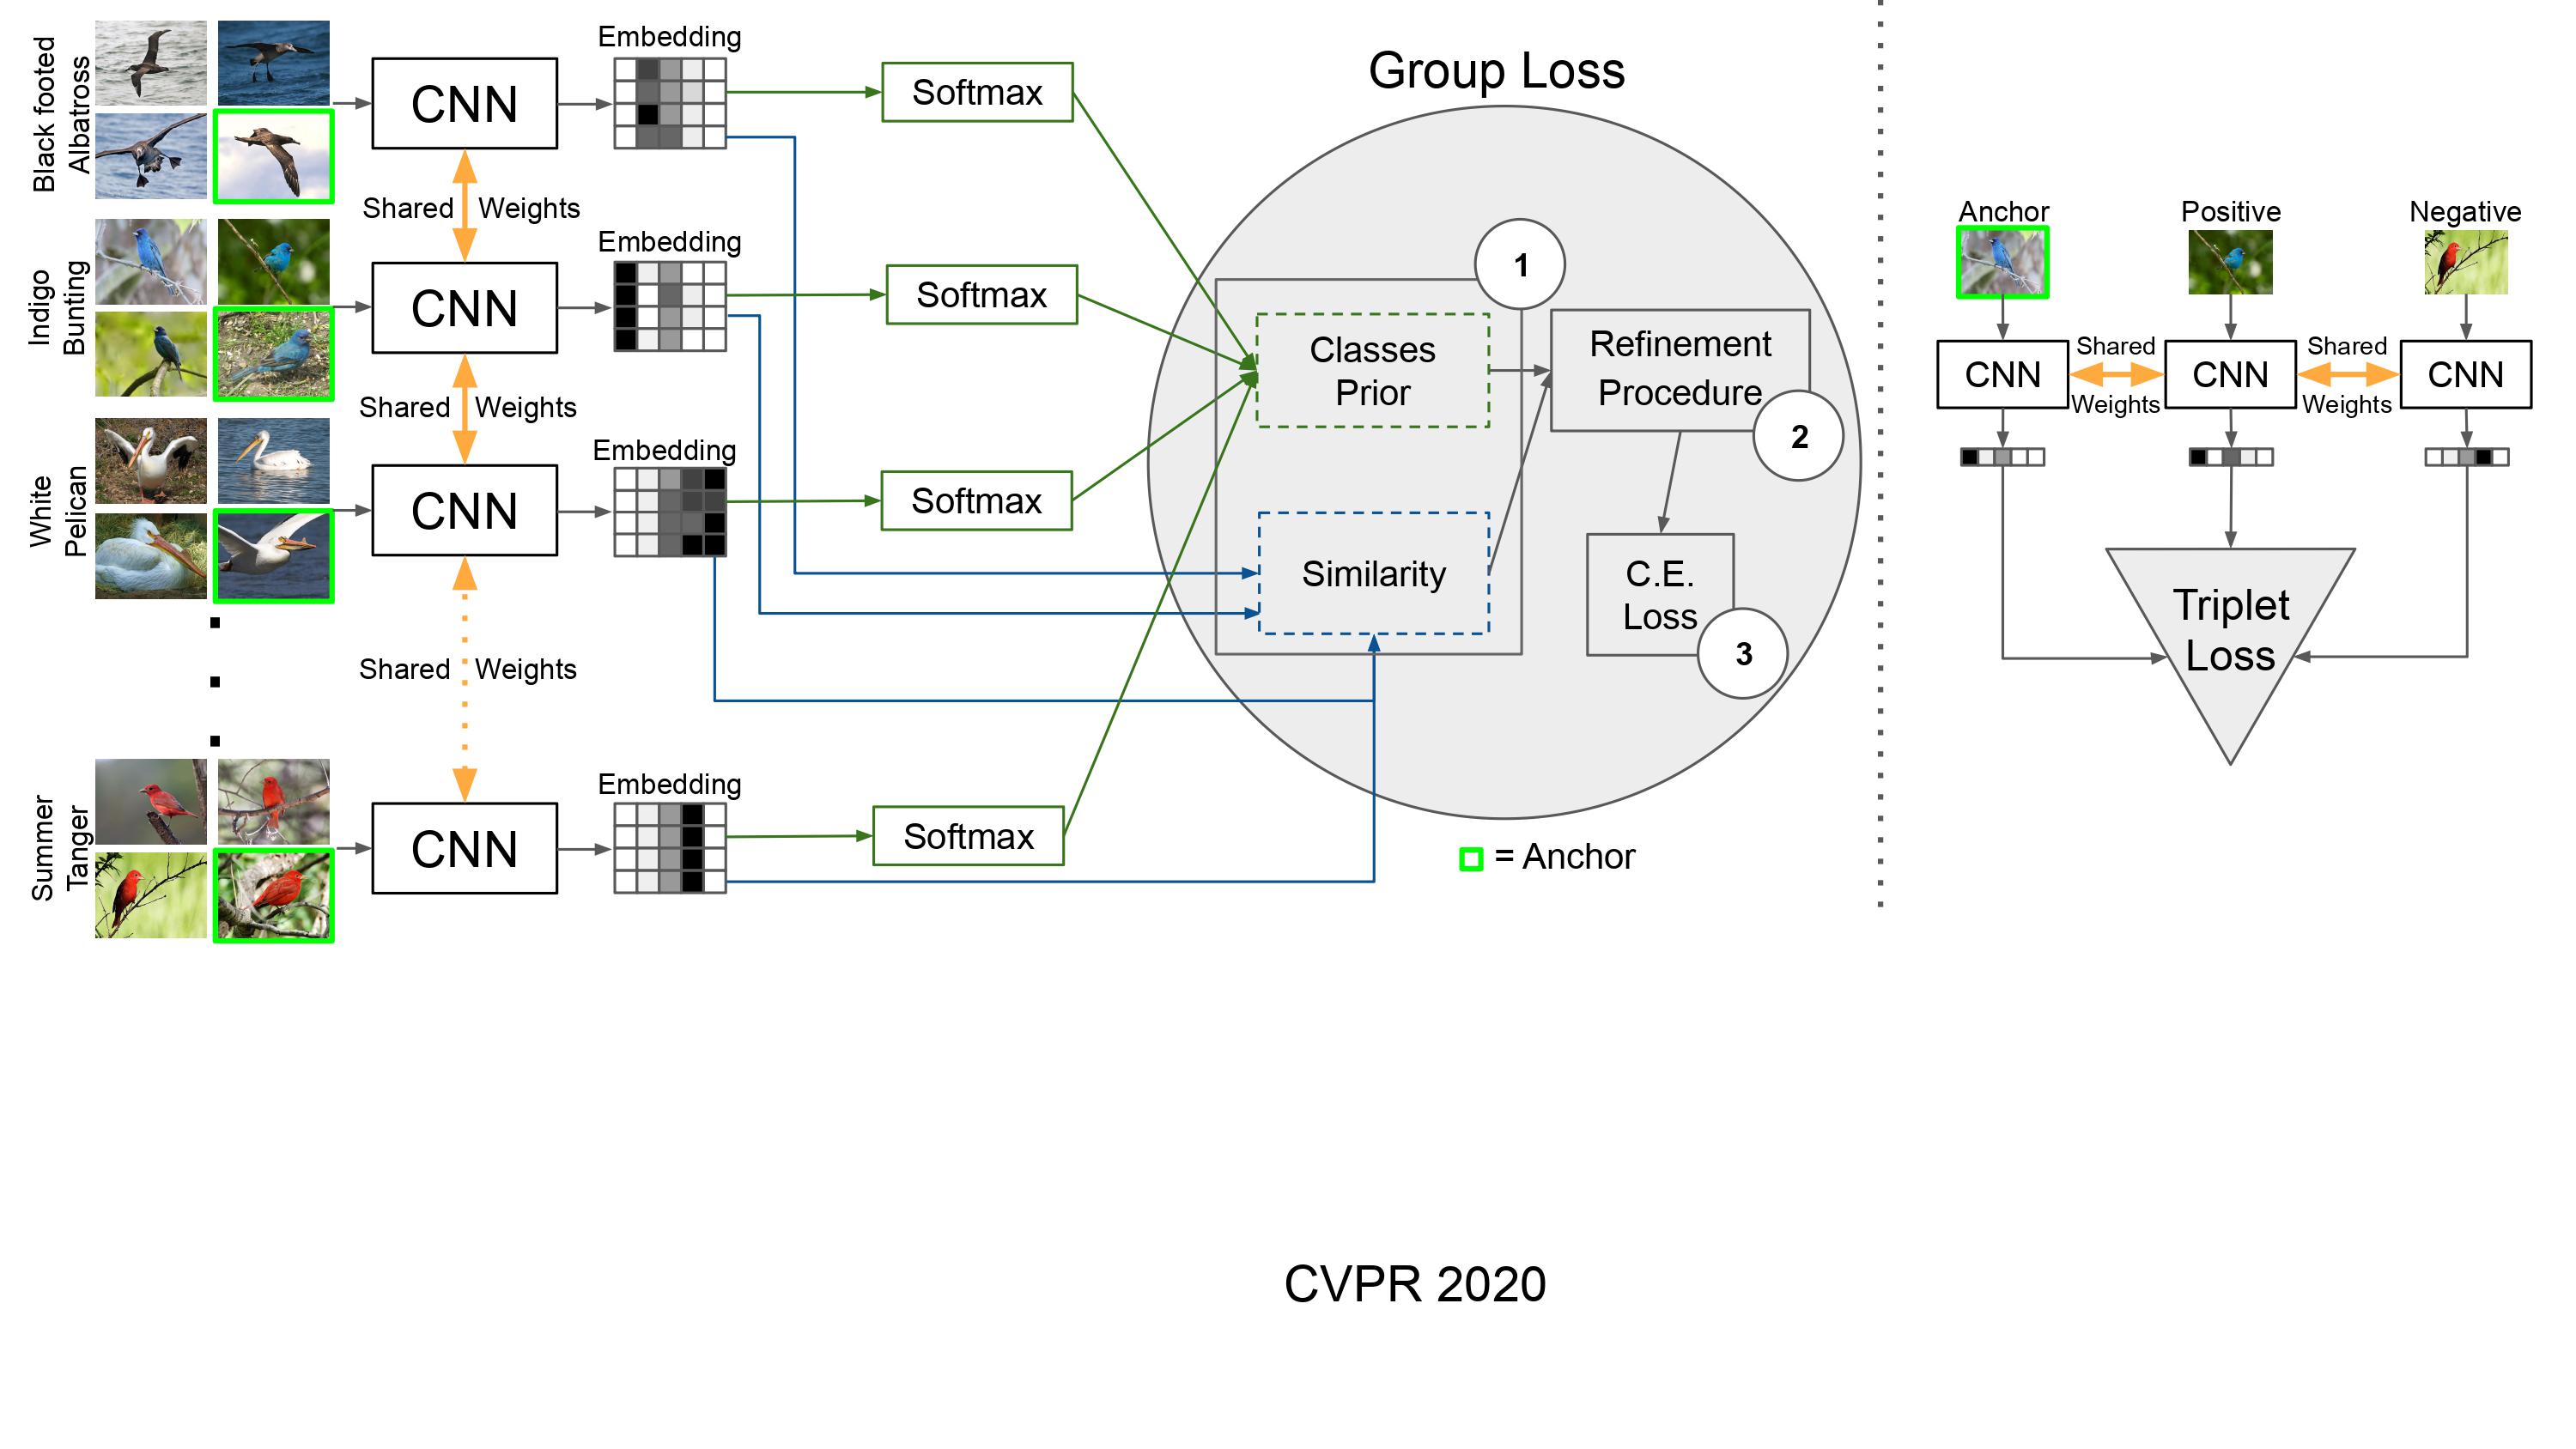 Black footed
Albatross
CNN
Embedding
Softmax
Shared Weights
Indigo
Bunting
CNN
Embedding
Softmax
Shared Weights
White
Pelican
CNN
Embedding
Softmax
Shared Weights
Summer
Tanger
CNN
Embedding
Softmax
Group Loss
1
Classes
Prior
Similarity
Refinement
Procedure
2
C.E.
Loss
3
= Anchor
Anchor
Positive
Negative
CNN
Shared
Weights
CNN
Shared
Weights
CNN
Triplet
Loss
CVPR 2020